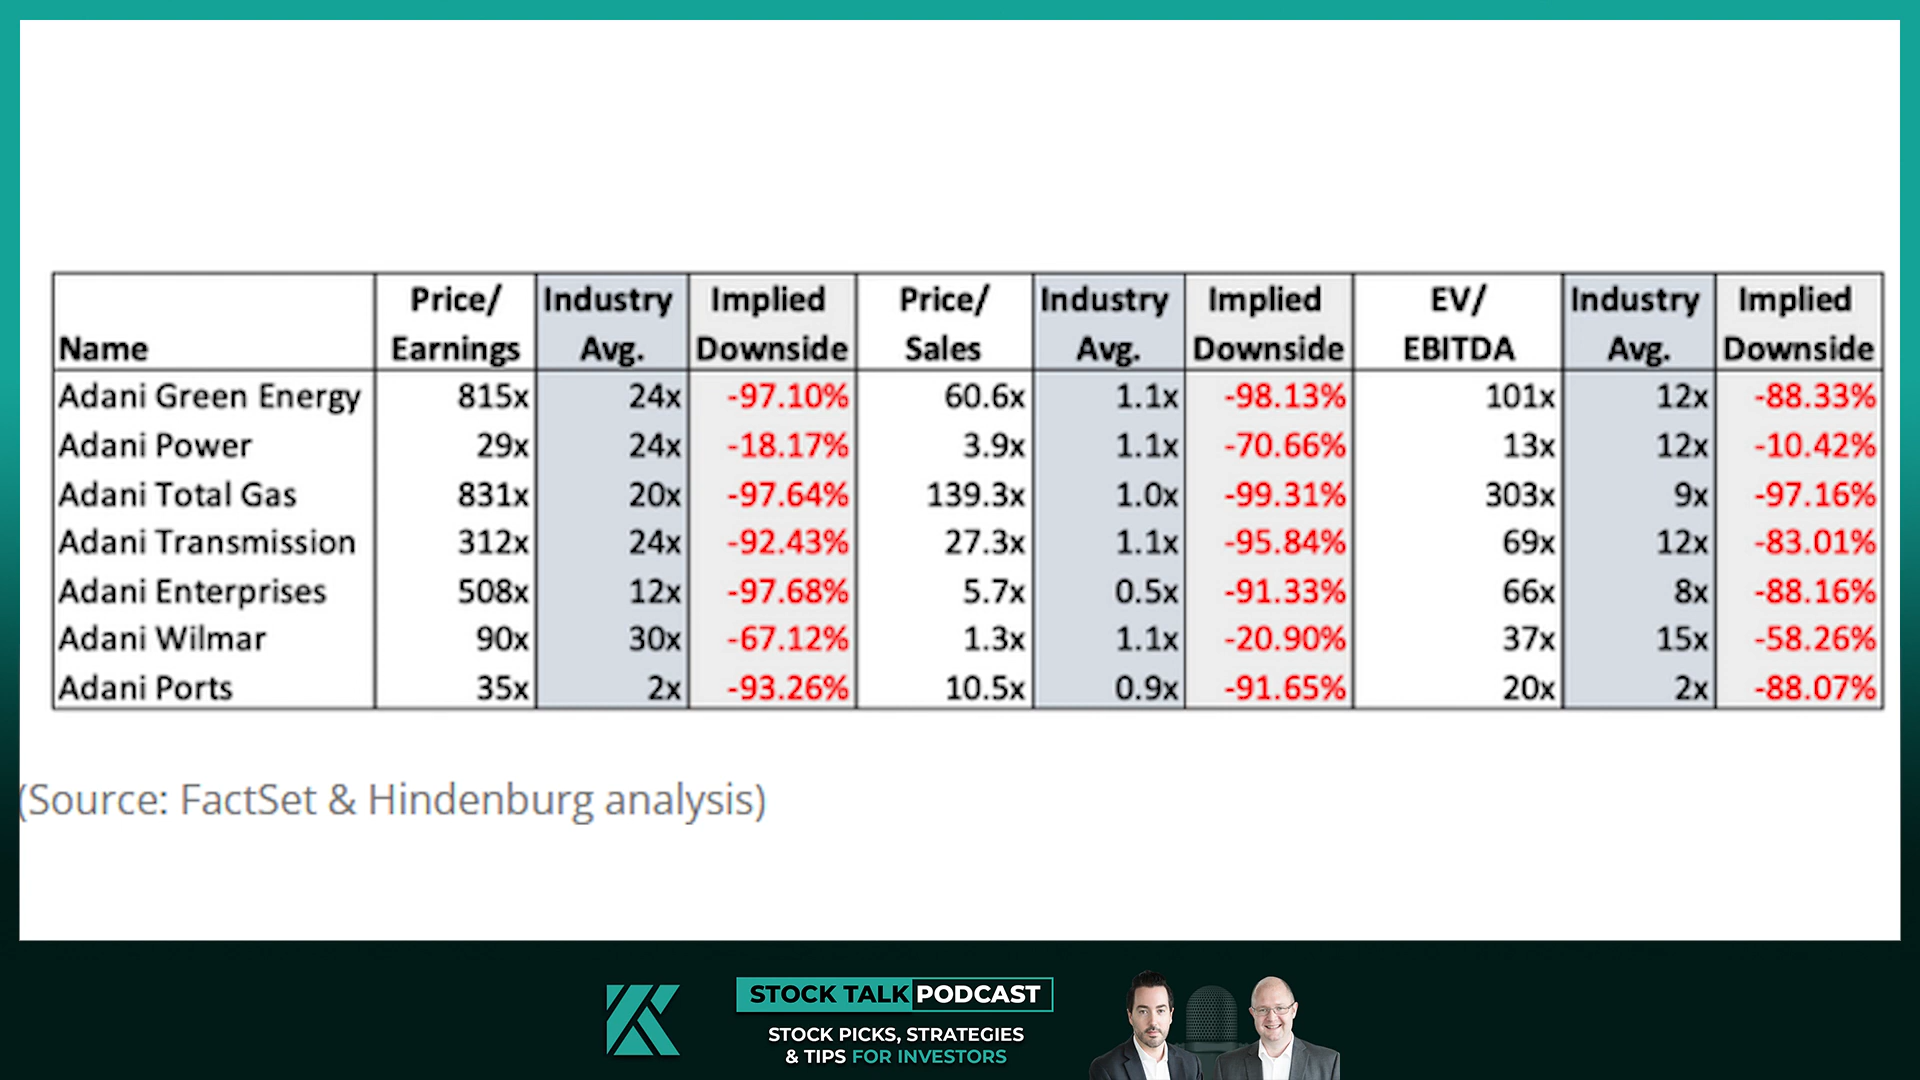 Name Price/ Earnings Industry Avg. Implied Downside Price/ Sales Industry Avg. Implied Downside EV/ EBITDA Industry Avg. Implied Downside
Adani Green Energy 815x 24x -97.10% 60.6x 1.1x -98.13% 101x 12x -88.33%
Adani Power 29x 24x -18.17% 3.9x 1.1x -70.66% 13x 12x -10.42%
Adani Total Gas 831x 20x -97.64% 139.3x 1.0x -99.31% 303x 9x -97.16%
Adani Transmission 312x 24x -92.43% 27.3x 1.1x -95.84% 69x 12x -83.01%
Adani Enterprises 508x 12x -97.68% 5.7x 0.5x -91.33% 66x 8x -88.16%
Adani Wilmar 90x 30x -67.12% 1.3x 1.1x -20.90% 37x 15x -58.26%
Adani Ports 35x 2x -93.26% 10.5x 0.9x -91.65% 20x 2x -88.07%
(Source: FactSet & Hindenburg analysis)
STOCK TALK PODCAST
STOCK PICKS, STRATEGIES
& TIPS FOR INVESTORS